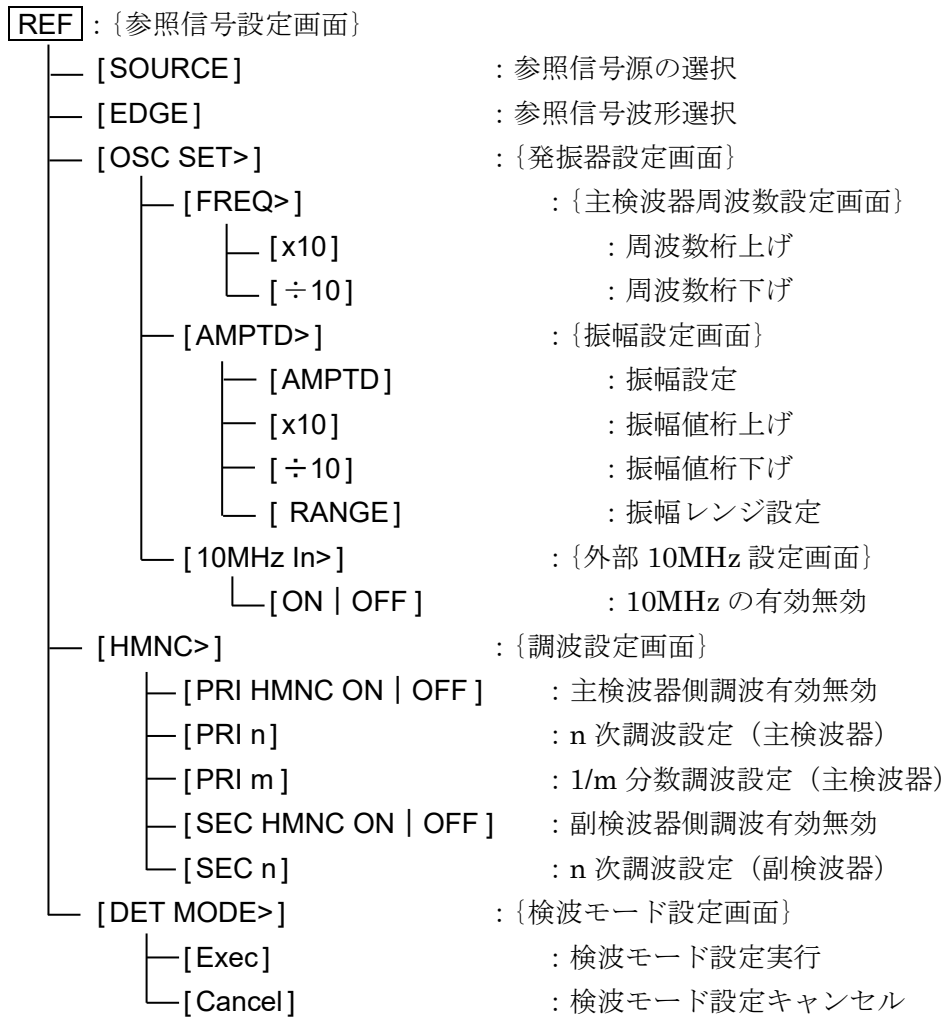 REF : {参照信号設定画面}
[SOURCE] : 参照信号源の選択
[EDGE] : 参照信号波形選択
[OSC SET>] : {発振器設定画面}
[FREQ>] : {主検波器周波数設定画面}
[x10] : 周波数桁上げ
[÷10] : 周波数桁下げ
[AMPTD>] : {振幅設定画面}
[AMPTD] : 振幅設定
[x10] : 振幅値桁上げ
[÷10] : 振幅値桁下げ
[ RANGE] : 振幅レンジ設定
[10MHz In>] : {外部 10MHz 設定画面}
[ON | OFF] : 10MHz の有効無効
[HMNC>] : {調波設定画面}
[PRI HMNC ON | OFF] : 主検波器側調波有効無効
[PRI n] : n 次調波設定（主検波器）
[PRI m] : 1/m 分数調波設定（主検波器）
[SEC HMNC ON | OFF] : 副検波器側調波有効無効
[SEC n] : n 次調波設定（副検波器）
[DET MODE>] : {検波モード設定画面}
[Exec] : 検波モード設定実行
[Cancel] : 検波モード設定キャンセル